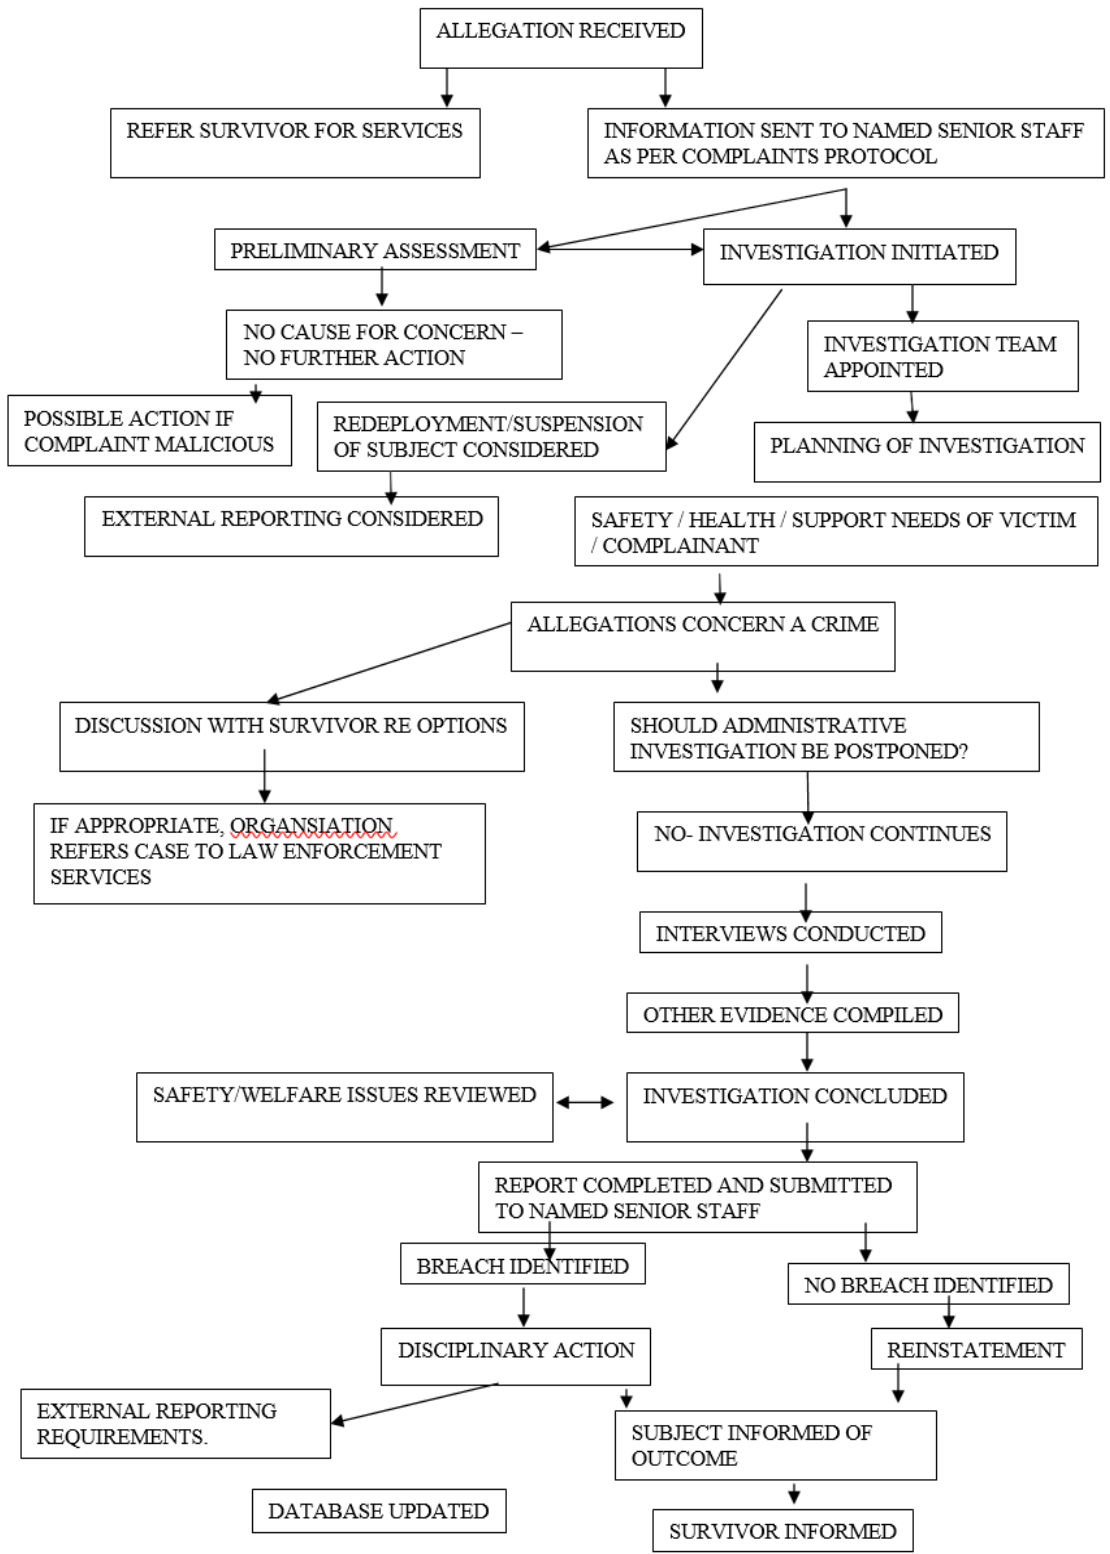 ALLEGATION RECEIVED
REFER SURVIVOR FOR SERVICES
INFORMATION SENT TO NAMED SENIOR STAFF
AS PER COMPLAINTS PROTOCOL
PRELIMINARY ASSESSMENT
INVESTIGATION INITIATED
NO CAUSE FOR CONCERN –
NO FURTHER ACTION
INVESTIGATION TEAM
APPOINTED
POSSIBLE ACTION IF
COMPLAINT MALICIOUS
REDEPLOYMENT/SUSPENSION
OF SUBJECT CONSIDERED
PLANNING OF INVESTIGATION
EXTERNAL REPORTING CONSIDERED
SAFETY / HEALTH / SUPPORT NEEDS OF VICTIM
/ COMPLAINANT
ALLEGATIONS CONCERN A CRIME
DISCUSSION WITH SURVIVOR RE OPTIONS
SHOULD ADMINISTRATIVE
INVESTIGATION BE POSTPONED?
IF APPROPRIATE, ORGANSIATION
REFERS CASE TO LAW ENFORCEMENT
SERVICES
NO- INVESTIGATION CONTINUES
INTERVIEWS CONDUCTED
OTHER EVIDENCE COMPILED
SAFETY/WELFARE ISSUES REVIEWED
INVESTIGATION CONCLUDED
REPORT COMPLETED AND SUBMITTED
TO NAMED SENIOR STAFF
BREACH IDENTIFIED
NO BREACH IDENTIFIED
DISCIPLINARY ACTION
REINSTATEMENT
EXTERNAL REPORTING
REQUIREMENTS.
SUBJECT INFORMED OF
OUTCOME
DATABASE UPDATED
SURVIVOR INFORMED